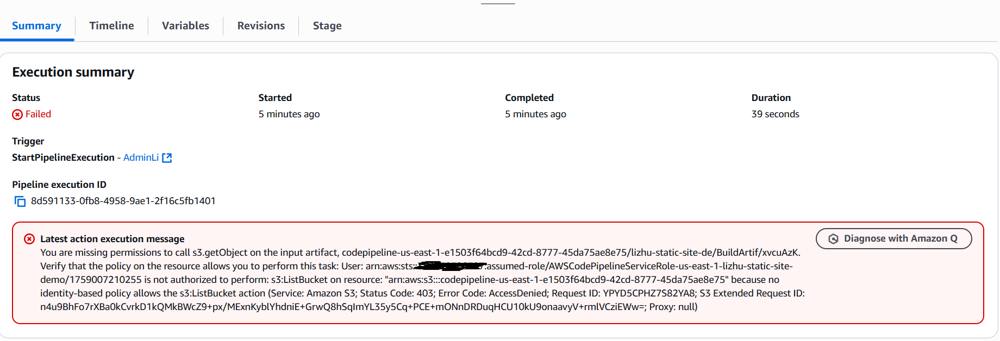 Summary
Timeline
Variables
Revisions
Stage
Execution summary
Status
Started
Completed
Duration
Failed
5 minutes ago
5 minutes ago
39 seconds
Trigger
StartPipelineExecution - AdminLi
Pipeline execution ID
8d591133-0fb8-4958-9ae1-2f16c5fb1401
Latest action execution message
Diagnose with Amazon Q
You are missing permissions to call s3.getObject on the input artifact, codepipeline-us-east-1-e1503f64bcd9-42cd-8777-45da75ae8e75/lizhu-static-site-de/BuildArtif/xvcuAzK.
Verify that the policy on the resource allows you to perform this task: User: arn:aws:sts:: :assumed-role/AWSCodePipelineServiceRole-us-east-1-lizhu-static-site-
demo/1759007210255 is not authorized to perform: s3:ListBucket on resource: "arn:aws:s3:::codepipeline-us-east-1-e1503f64bcd9-42cd-8777-45da75ae8e75" because no
identity-based policy allows the s3:ListBucket action (Service: Amazon S3; Status Code: 403; Error Code: AccessDenied; Request ID: YPYD5CPHZ7S82YA8; S3 Extended Request ID:
n4u9BhFo7rXBa0kCvrkD1kQMkBWcZ9+px/MExnKyblYhdniE+GrwQ8hSqImYL35y5Cq+PCE+mONnDRDuqHCU10kU9onaavyV+rmlVCziEWw=; Proxy: null)